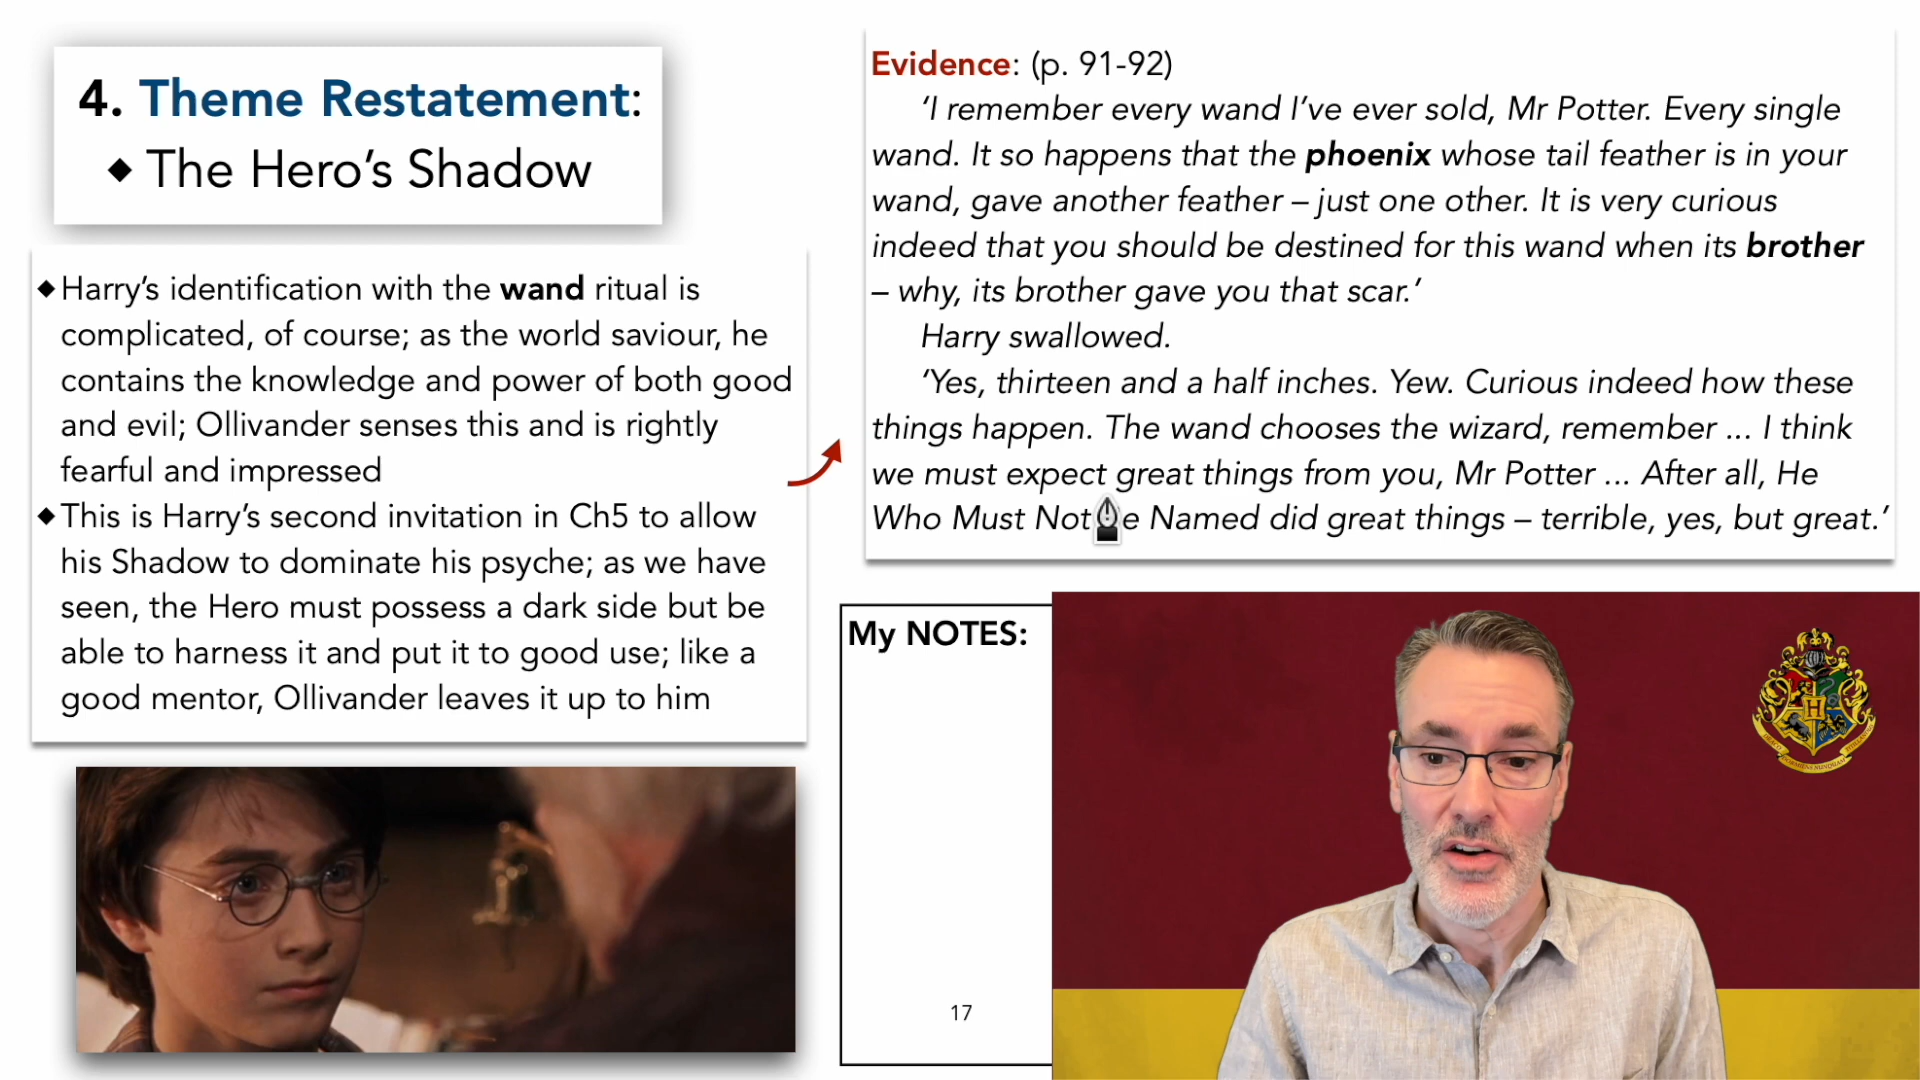 4. Theme Restatement:
◆ The Hero’s Shadow
◆Harry’s identification with the wand ritual is
complicated, of course; as the world saviour, he
contains the knowledge and power of both good
and evil; Ollivander senses this and is rightly
fearful and impressed
◆This is Harry’s second invitation in Ch5 to allow
his Shadow to dominate his psyche; as we have
seen, the Hero must possess a dark side but be
able to harness it and put it to good use; like a
good mentor, Ollivander leaves it up to him
Evidence: (p. 91-92)
‘I remember every wand I’ve ever sold, Mr Potter. Every single
wand. It so happens that the phoenix whose tail feather is in your
wand, gave another feather – just one other. It is very curious
indeed that you should be destined for this wand when its brother
– why, its brother gave you that scar.’
Harry swallowed.
‘Yes, thirteen and a half inches. Yew. Curious indeed how these
things happen. The wand chooses the wizard, remember ... I think
we must expect great things from you, Mr Potter ... After all, He
Who Must Not e Named did great things – terrible, yes, but great.’
My NOTES:
17
H